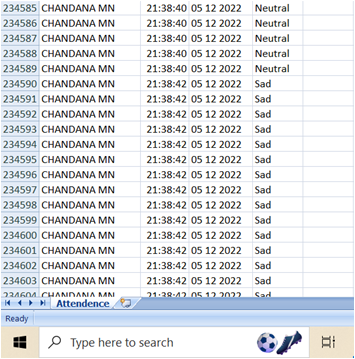 234585 CHANDANA MN 21:38:40 05 12 2022 Neutral
234586 CHANDANA MN 21:38:40 05 12 2022 Neutral
234587 CHANDANA MN 21:38:40 05 12 2022 Neutral
234588 CHANDANA MN 21:38:40 05 12 2022 Neutral
234589 CHANDANA MN 21:38:40 05 12 2022 Neutral
234590 CHANDANA MN 21:38:42 05 12 2022 Sad
234591 CHANDANA MN 21:38:42 05 12 2022 Sad
234592 CHANDANA MN 21:38:42 05 12 2022 Sad
234593 CHANDANA MN 21:38:42 05 12 2022 Sad
234594 CHANDANA MN 21:38:42 05 12 2022 Sad
234595 CHANDANA MN 21:38:42 05 12 2022 Sad
234596 CHANDANA MN 21:38:42 05 12 2022 Sad
234597 CHANDANA MN 21:38:42 05 12 2022 Sad
234598 CHANDANA MN 21:38:42 05 12 2022 Sad
234599 CHANDANA MN 21:38:42 05 12 2022 Sad
234600 CHANDANA MN 21:38:42 05 12 2022 Sad
234601 CHANDANA MN 21:38:42 05 12 2022 Sad
234602 CHANDANA MN 21:38:42 05 12 2022 Sad
234603 CHANDANA MN 21:38:42 05 12 2022 Sad
234604 CHANDANA MN 21:38:42 05 12 2022 Sad
Attendence
Ready
Type here to search